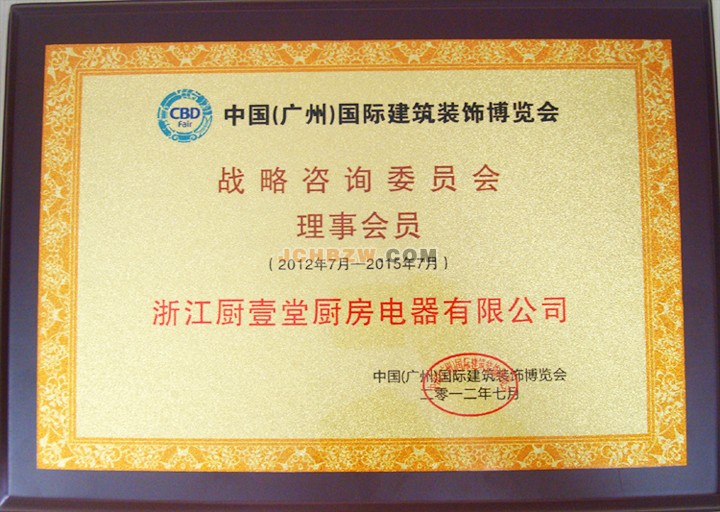 CBD
Fair
中国(广州)国际建筑装饰博览会
战略咨询委员会
理事会员
JCHBZW.COM
(2012年7月—2015年7月)
浙江厨壹堂厨房电器有限公司
中国(广州)国际建筑装饰博览会
二零一二年七月